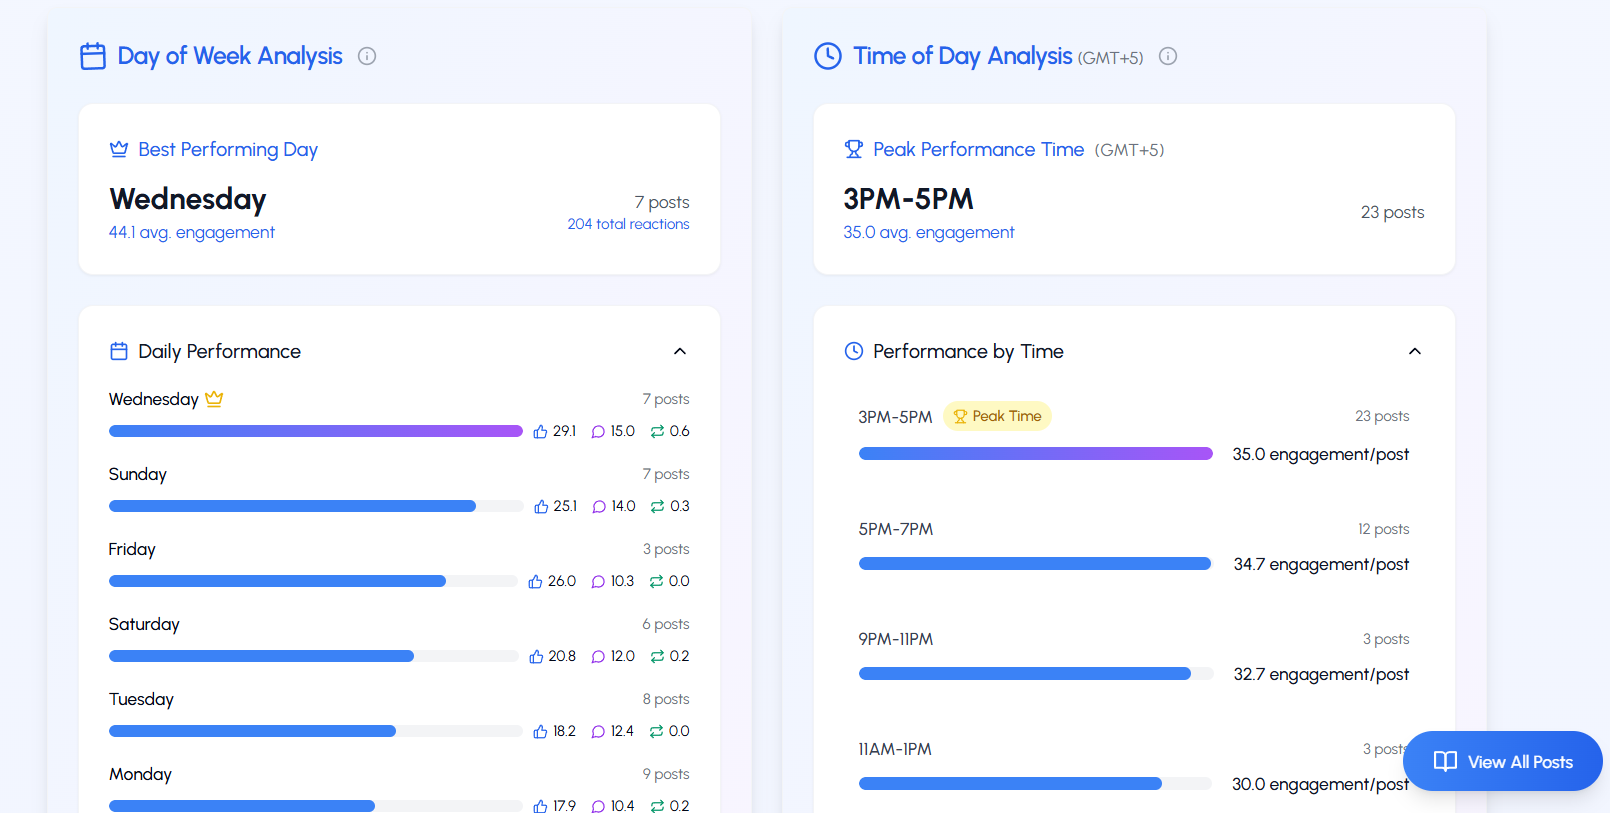 Day of Week Analysis
Best Performing Day
Wednesday
7 posts
44.1 avg. engagement
204 total reactions
Daily Performance
Wednesday
7 posts
29.1 15.0 0.6
Sunday
7 posts
25.1 14.0 0.3
Friday
3 posts
26.0 10.3 0.0
Saturday
6 posts
20.8 12.0 0.2
Tuesday
8 posts
18.2 12.4 0.0
Monday
9 posts
17.9 10.4 0.2
Time of Day Analysis (GMT+5)
Peak Performance Time (GMT+5)
3PM-5PM
23 posts
35.0 avg. engagement
Performance by Time
3PM-5PM Peak Time
23 posts
35.0 engagement/post
5PM-7PM
12 posts
34.7 engagement/post
9PM-11PM
3 posts
32.7 engagement/post
11AM-1PM
3 posts
30.0 engagement/post
View All Posts